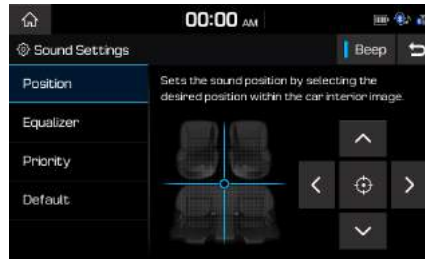 00:00 AM
Sound Settings
Beep
Position
Sets the sound position by selecting the
desired position within the car interior image.
Equalizer
Priority
Default